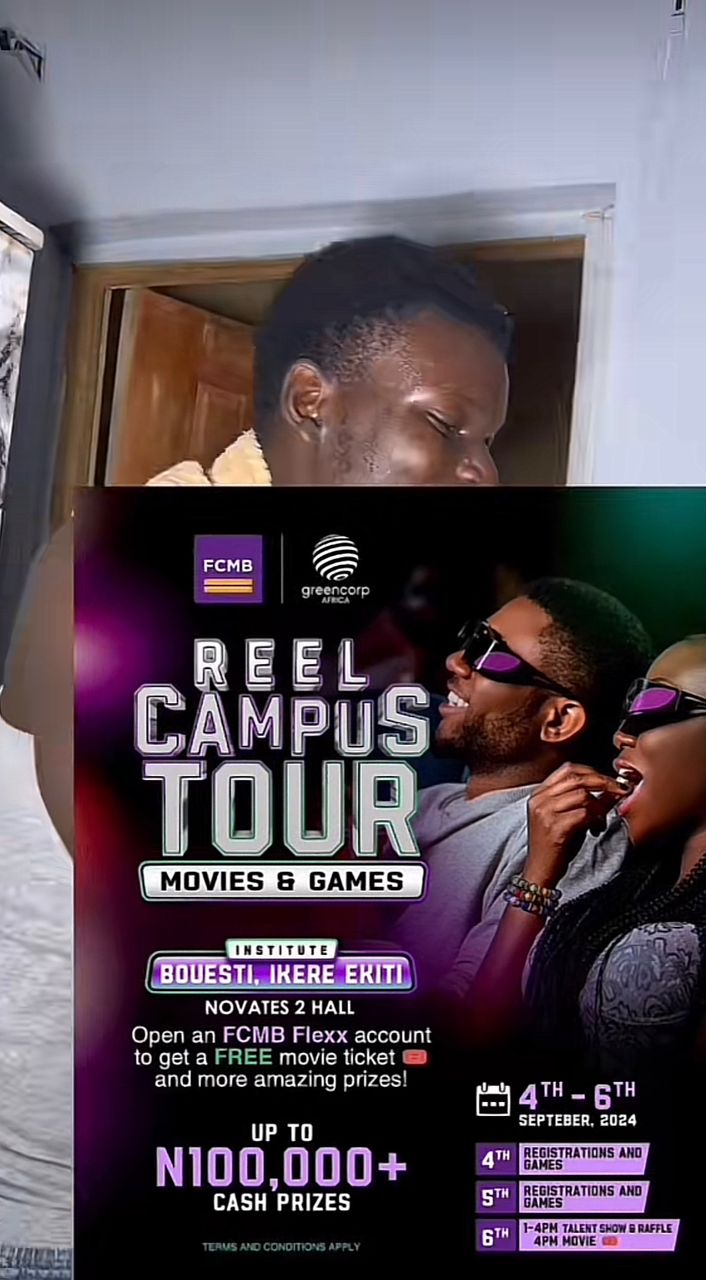 FCMB
greencorp
AFRICA
REEL
CAMPUS
TOUR
MOVIES & GAMES
INSTITUTE
BOUESTI, IKERE EKITI
NOVATES 2 HALL
Open an FCMB Flexx account
to get a FREE movie ticket
and more amazing prizes!
UP TO
N100,000+
CASH PRIZES
TERMS AND CONDITIONS APPLY
4TH - 6TH
SEPTEBER, 2024
4TH REGISTRATIONS AND
GAMES
5TH REGISTRATIONS AND
GAMES
6TH 1-4PM TALENT SHOW & RAFFLE
4PM MOVIE